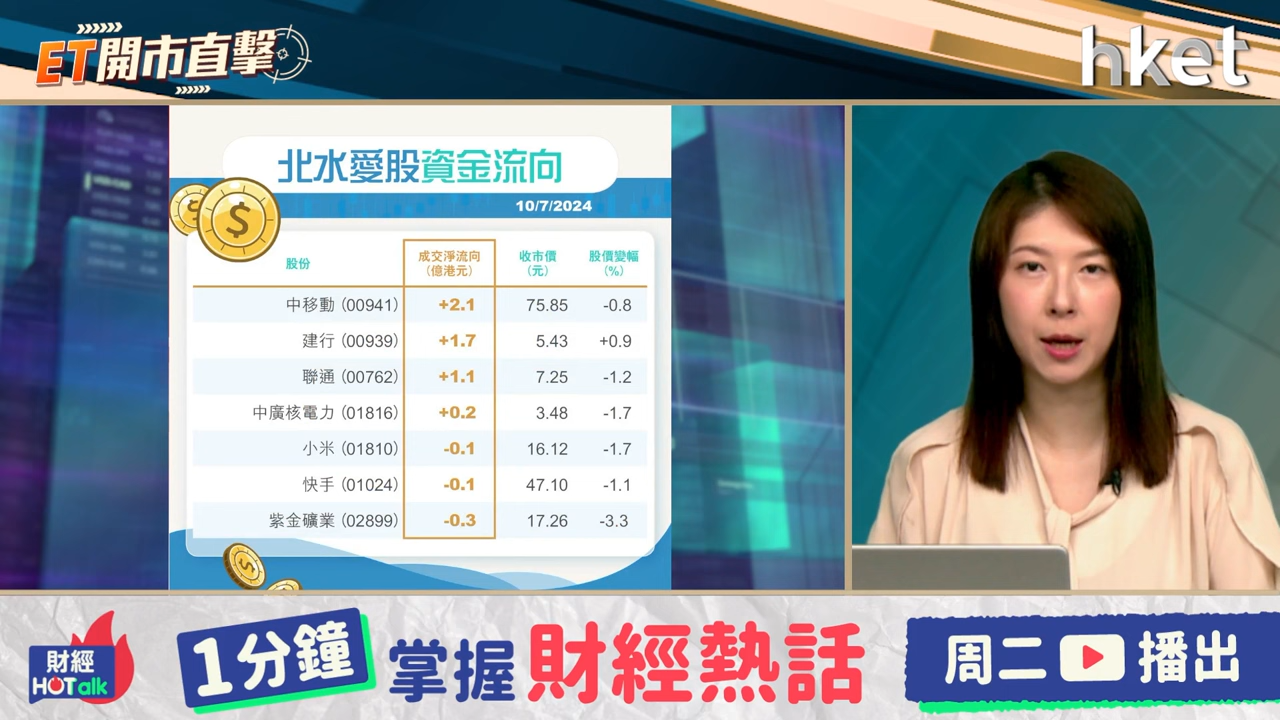 ET開市直擊
hket
北水愛股資金流向
10/7/2024
股份 成交淨流向 (億港元) 收市價 (元) 股價變幅 (%)
中移動 (00941) +2.1 75.85 -0.8
建行 (00939) +1.7 5.43 +0.9
聯通 (00762) +1.1 7.25 -1.2
中廣核電力 (01816) +0.2 3.48 -1.7
小米 (01810) -0.1 16.12 -1.7
快手 (01024) -0.1 47.10 -1.1
紫金礦業 (02899) -0.3 17.26 -3.3
財經
HOTalk
1分鐘 掌握 財經熱話
周二 播出